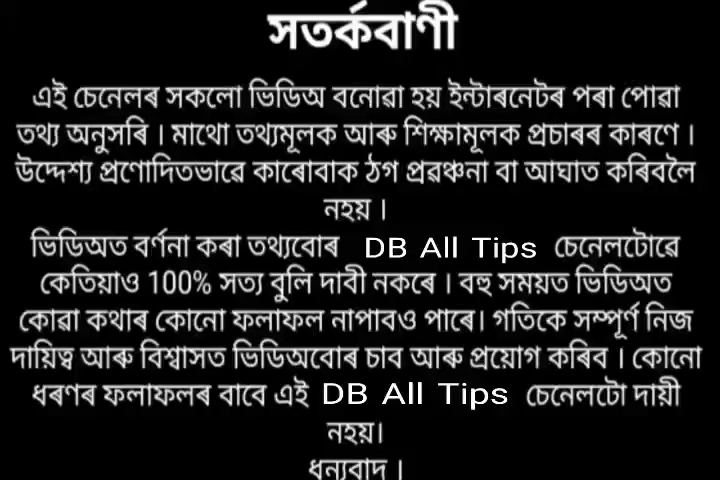 সতৰ্কবাণী
এই চেনেলৰ সকলো ভিডিঅ বনোৱা হয় ইন্টাৰনেটৰ পৰা পোৱা
তথ্য অনুসৰি । মাথো তথ্যমূলক আৰু শিক্ষামূলক প্ৰচাৰৰ কাৰণে ।
উদ্দেশ্য প্ৰণোদিতভাৱে কাৰোবাক ঠগ প্ৰৱঞ্চনা বা আঘাত কৰিবলৈ
নহয় ।
ভিডিঅত বৰ্ণনা কৰা তথ্যবোৰ DB All Tips চেনেলটোৱে
কেতিয়াও 100% সত্য বুলি দাবী নকৰে । বহু সময়ত ভিডিঅত
কোৱা কথাৰ কোনো ফলাফল নাপাবও পাৰে। গতিকে সম্পূৰ্ণ নিজ
দায়িত্ব আৰু বিশ্বাসত ভিডিঅবোৰ চাব আৰু প্ৰয়োগ কৰিব । কোনো
ধৰণৰ ফলাফলৰ বাবে এই DB All Tips চেনেলটো দায়ী
নহয়।
ধন্যবাদ ।